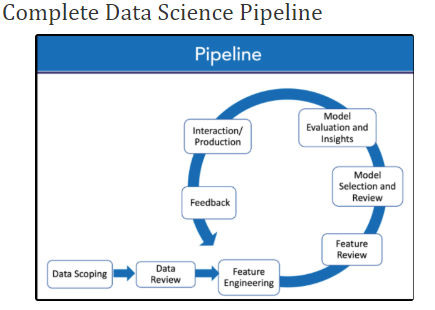 Complete Data Science Pipeline
Pipeline
Data Scoping
Data
Review
Feature
Engineering
Feature
Review
Model
Selection and
Review
Model
Evaluation and
Insights
Interaction/
Production
Feedback